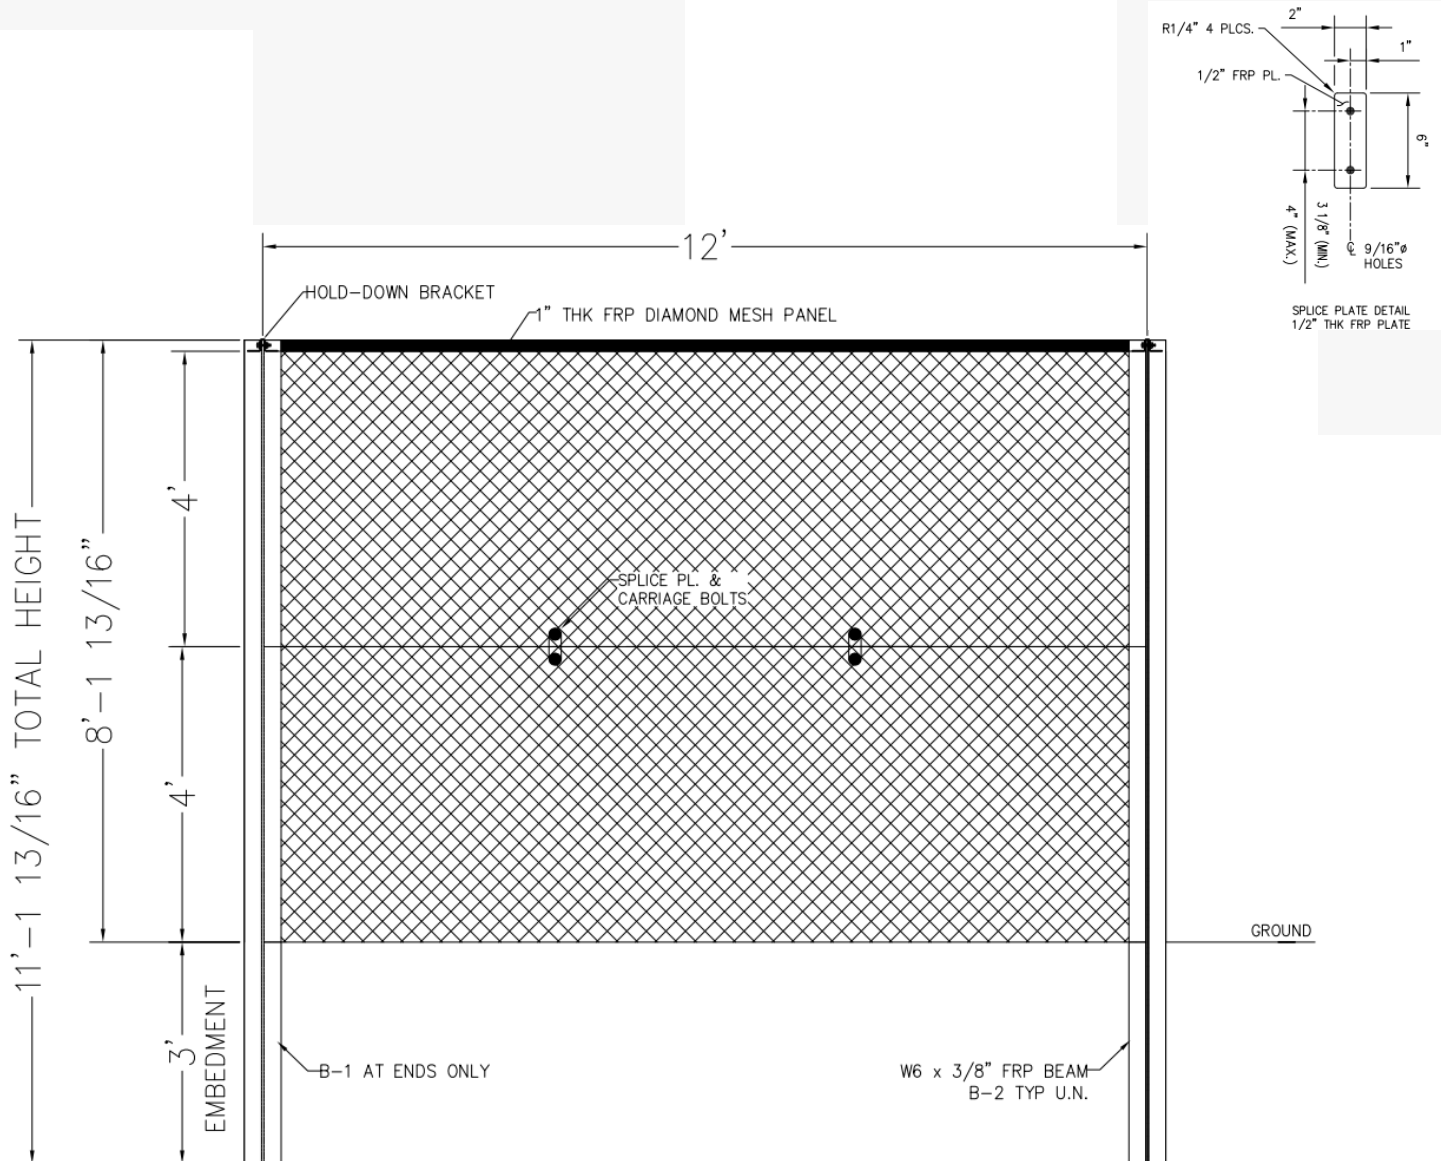 2"
R1/4" 4 PLCS.
1"
1/2" FRP PL.
6"
4" (MAX.)
3 1/8" (MIN.)
℄ 9/16"ø
HOLES
SPLICE PLATE DETAIL
1/2" THK FRP PLATE
12'
HOLD-DOWN BRACKET
1" THK FRP DIAMOND MESH PANEL
4'
11'-1 13/16" TOTAL HEIGHT
8'-1 13/16"
SPLICE PL. &
CARRIAGE BOLTS
4'
GROUND
3'
EMBEDMENT
B-1 AT ENDS ONLY
W6 x 3/8" FRP BEAM
B-2 TYP U.N.